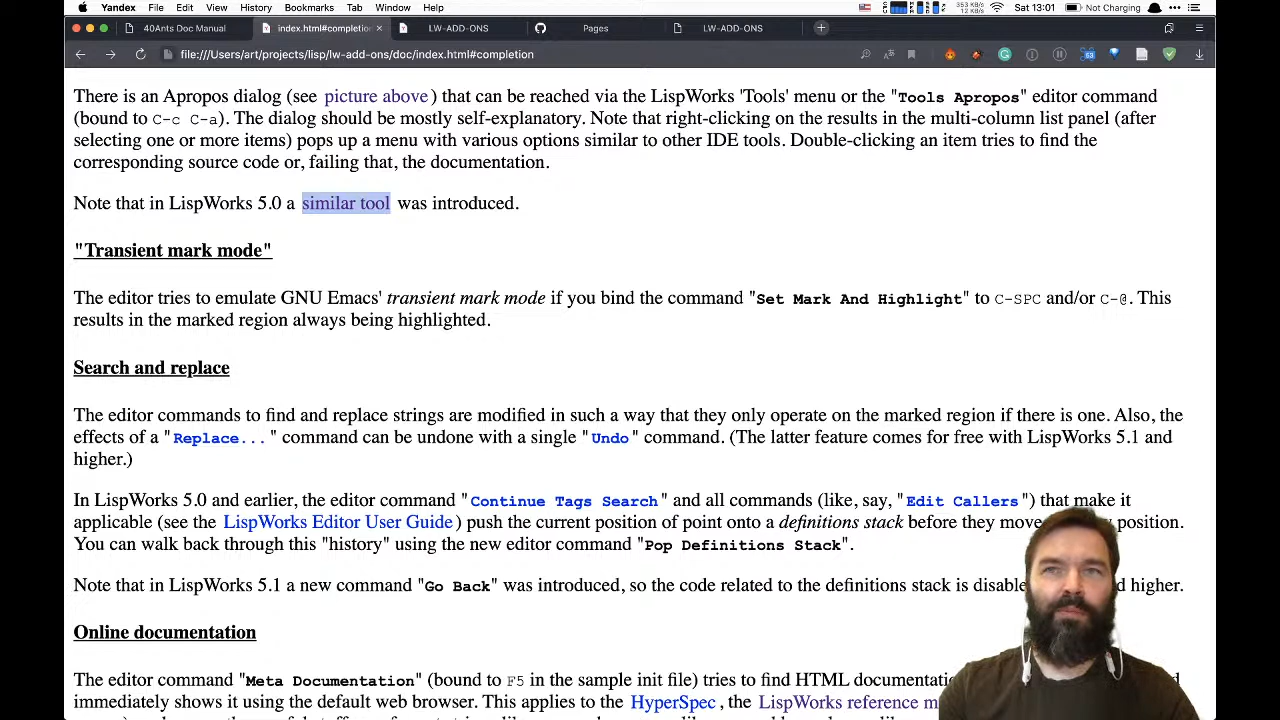 Yandex File Edit View History Bookmarks Tab Window Help 353 KB/s 12 KB/s Sat 13:01 Not Charging
40Ants Doc Manual index.html#completio LW-ADD-ONS Pages LW-ADD-ONS
file:///Users/art/projects/lisp/lw-add-ons/doc/index.html#completion
There is an Apropos dialog (see picture above) that can be reached via the LispWorks 'Tools' menu or the "Tools Apropos" editor command
(bound to C-c C-a). The dialog should be mostly self-explanatory. Note that right-clicking on the results in the multi-column list panel (after
selecting one or more items) pops up a menu with various options similar to other IDE tools. Double-clicking an item tries to find the
corresponding source code or, failing that, the documentation.
Note that in LispWorks 5.0 a similar tool was introduced.
"Transient mark mode"
The editor tries to emulate GNU Emacs' transient mark mode if you bind the command "Set Mark And Highlight" to C-SPC and/or C-@. This
results in the marked region always being highlighted.
Search and replace
The editor commands to find and replace strings are modified in such a way that they only operate on the marked region if there is one. Also, the
effects of a "Replace..." command can be undone with a single "Undo" command. (The latter feature comes for free with LispWorks 5.1 and
higher.)
In LispWorks 5.0 and earlier, the editor command "Continue Tags Search" and all commands (like, say, "Edit Callers") that make it
applicable (see the LispWorks Editor User Guide) push the current position of point onto a definitions stack before they move position.
You can walk back through this "history" using the new editor command "Pop Definitions Stack".
Note that in LispWorks 5.1 a new command "Go Back" was introduced, so the code related to the definitions stack is disable d higher.
Online documentation
The editor command "Meta Documentation" (bound to F5 in the sample init file) tries to find HTML documentatio
immediately shows it using the default web browser. This applies to the HyperSpec, the LispWorks reference m